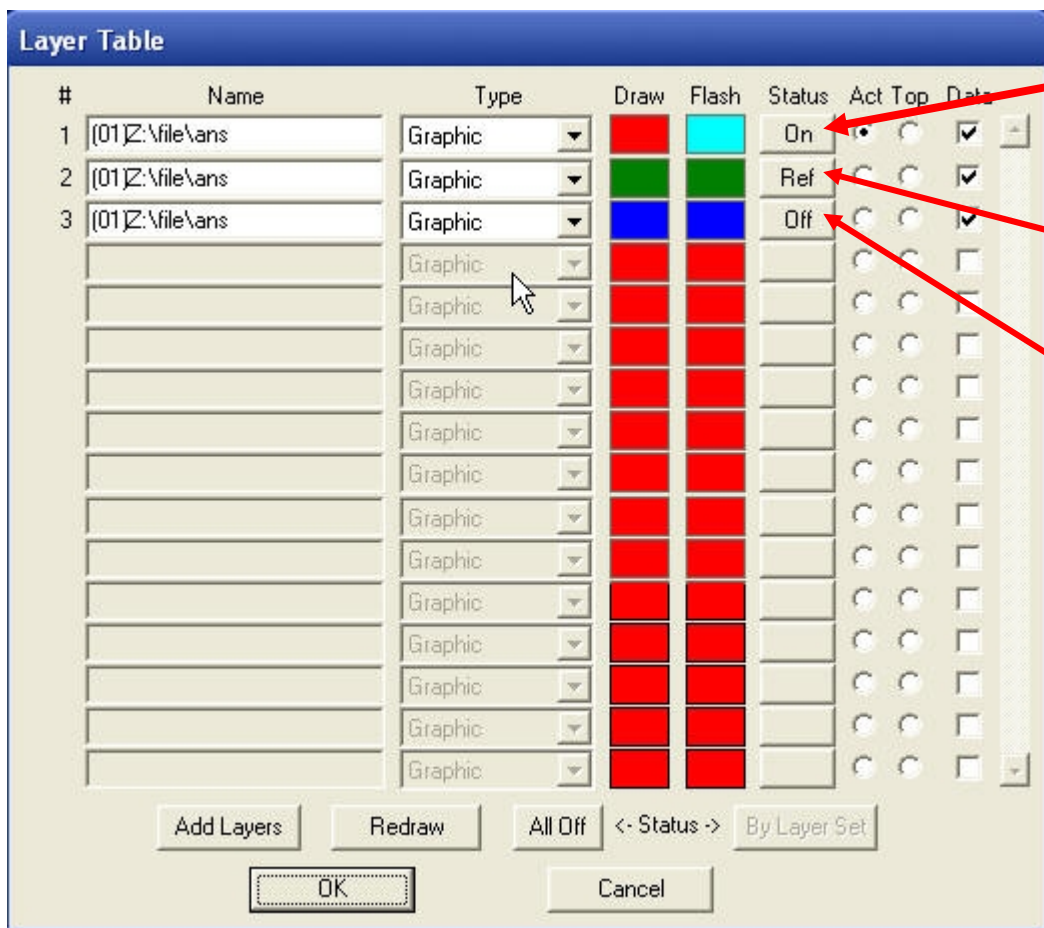 Layer Table
# Name Type Draw Flash Status Act Top Data
1 (01)Z:\file\ans Graphic On
2 (01)Z:\file\ans Graphic Ref
3 (01)Z:\file\ans Graphic Off
Graphic
Graphic
Graphic
Graphic
Graphic
Graphic
Graphic
Graphic
Graphic
Graphic
Graphic
Graphic
Graphic
Add Layers Redraw All Off <- Status -> By Layer Set
OK Cancel